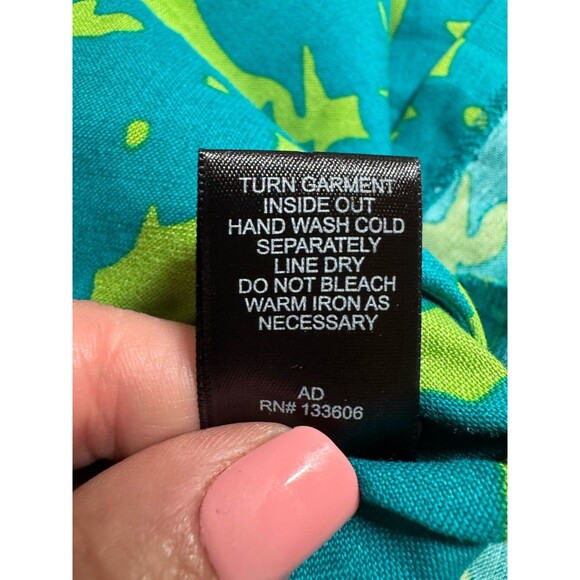 TURN GARMENT
INSIDE OUT
HAND WASH COLD
SEPARATELY
LINE DRY
DO NOT BLEACH
WARM IRON AS
NECESSARY
AD
RN# 133606